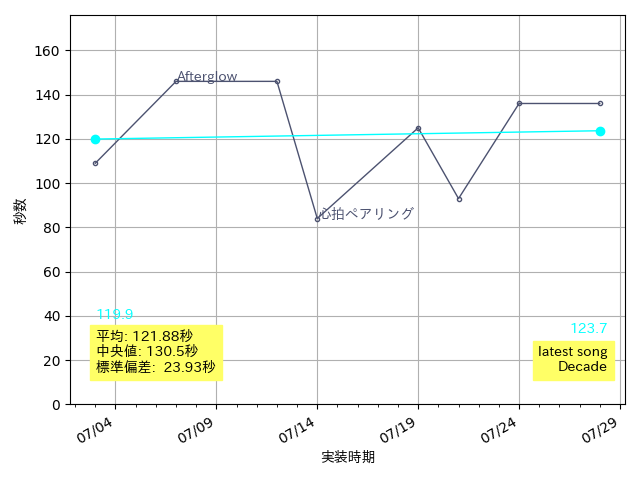 160
140
120
100
80
60
40
20
0
秒数
Afterglow
心拍ペアリング
119.9
平均: 121.88秒
中央値: 130.5秒
標準偏差: 23.93秒
123.7
latest song
Decade
07/04
07/09
07/14
07/19
07/24
07/29
実装時期